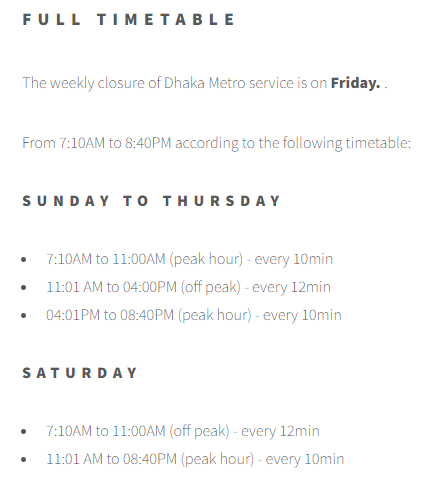 FULL TIMETABLE
The weekly closure of Dhaka Metro service is on Friday. .
From 7:10AM to 8:40PM according to the following timetable:
SUNDAY TO THURSDAY
• 7:10AM to 11:00AM (peak hour) - every 10min
• 11:01 AM to 04:00PM (off peak) - every 12min
• 04:01PM to 08:40PM (peak hour) - every 10min
SATURDAY
• 7:10AM to 11:00AM (off peak) - every 12min
• 11:01 AM to 08:40PM (peak hour) - every 10min